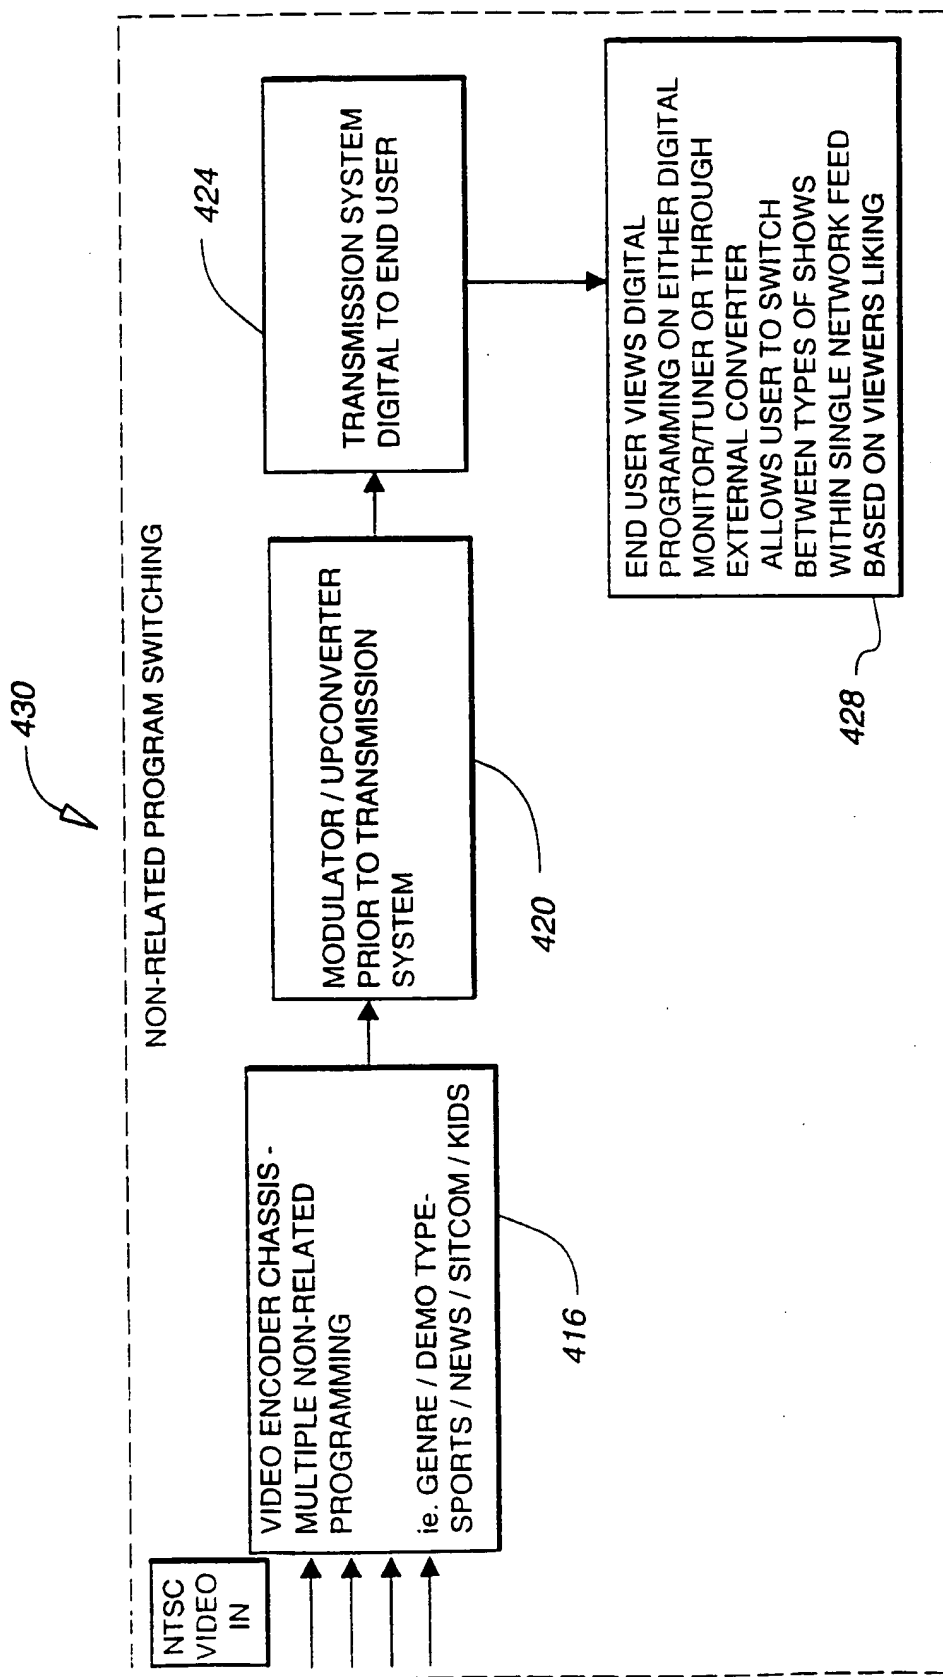 430
NON-RELATED PROGRAM SWITCHING
NTSC
VIDEO
IN
VIDEO ENCODER CHASSIS -
MULTIPLE NON-RELATED
PROGRAMMING
ie. GENRE / DEMO TYPE-
SPORTS / NEWS / SITCOM / KIDS
416
MODULATOR / UPCONVERTER
PRIOR TO TRANSMISSION
SYSTEM
420
424
TRANSMISSION SYSTEM
DIGITAL TO END USER
END USER VIEWS DIGITAL
PROGRAMMING ON EITHER DIGITAL
MONITOR/TUNER OR THROUGH
EXTERNAL CONVERTER
ALLOWS USER TO SWITCH
BETWEEN TYPES OF SHOWS
WITHIN SINGLE NETWORK FEED
BASED ON VIEWERS LIKING
428